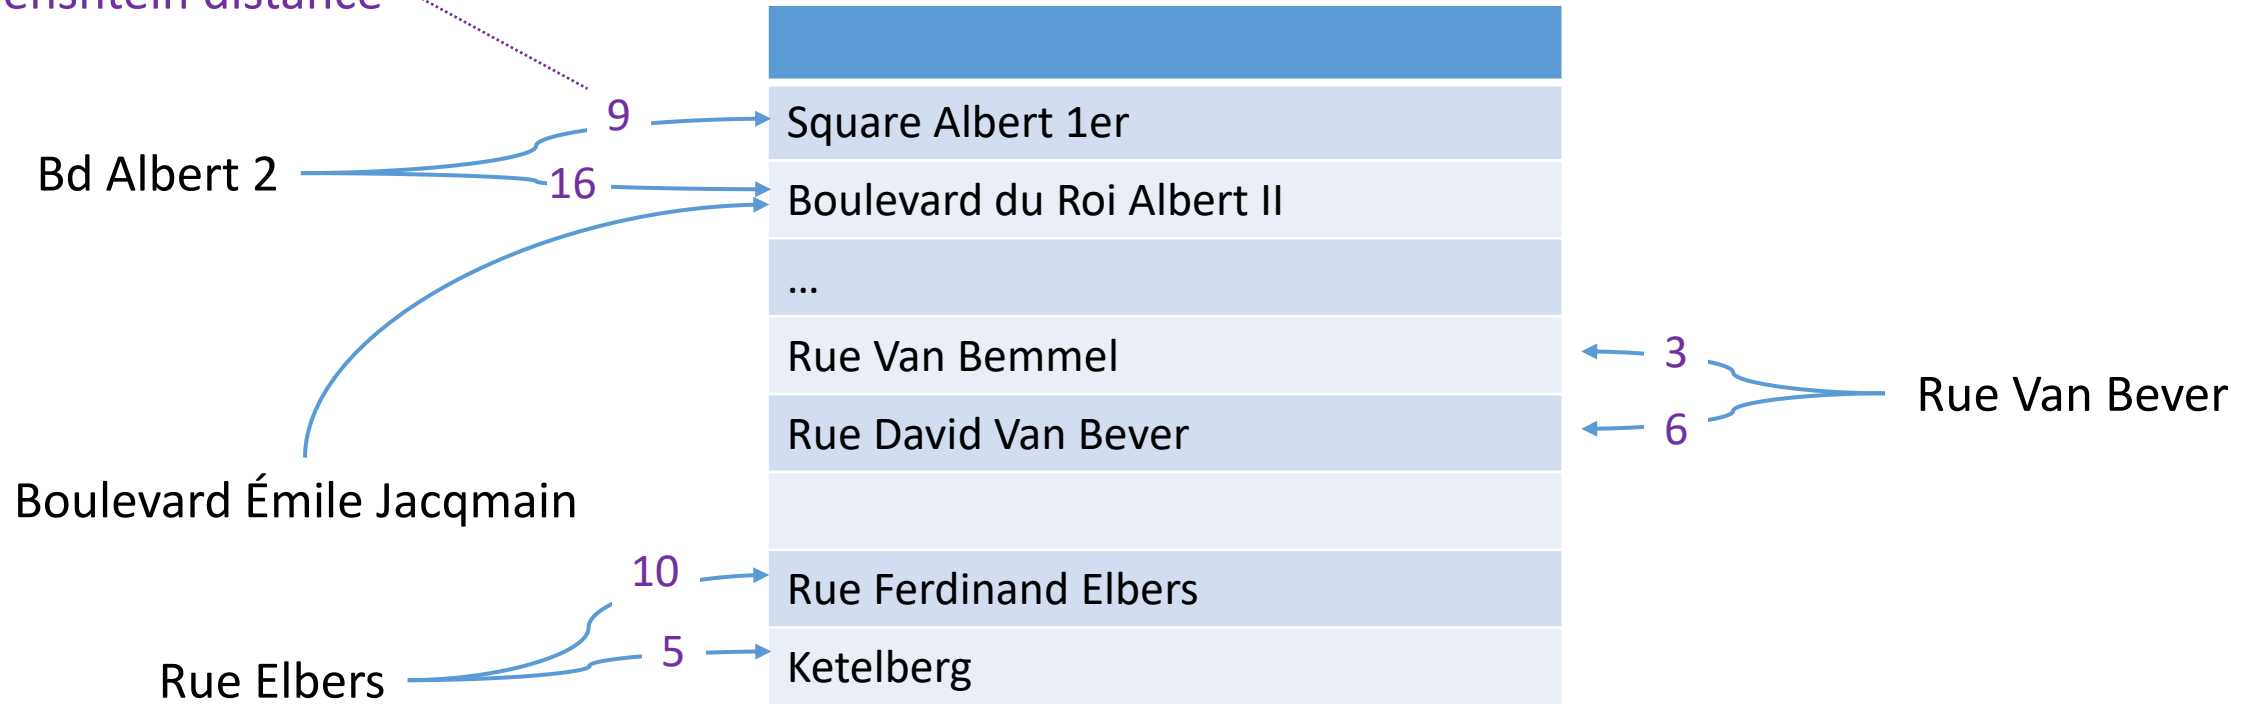 distance
9
Square Albert 1er
Bd Albert 2
16
Boulevard du Roi Albert II
...
Rue Van Bemmel
3
Rue Van Bever
Rue David Van Bever
6
Boulevard Émile Jacqmain
10
Rue Ferdinand Elbers
5
Ketelberg
Rue Elbers